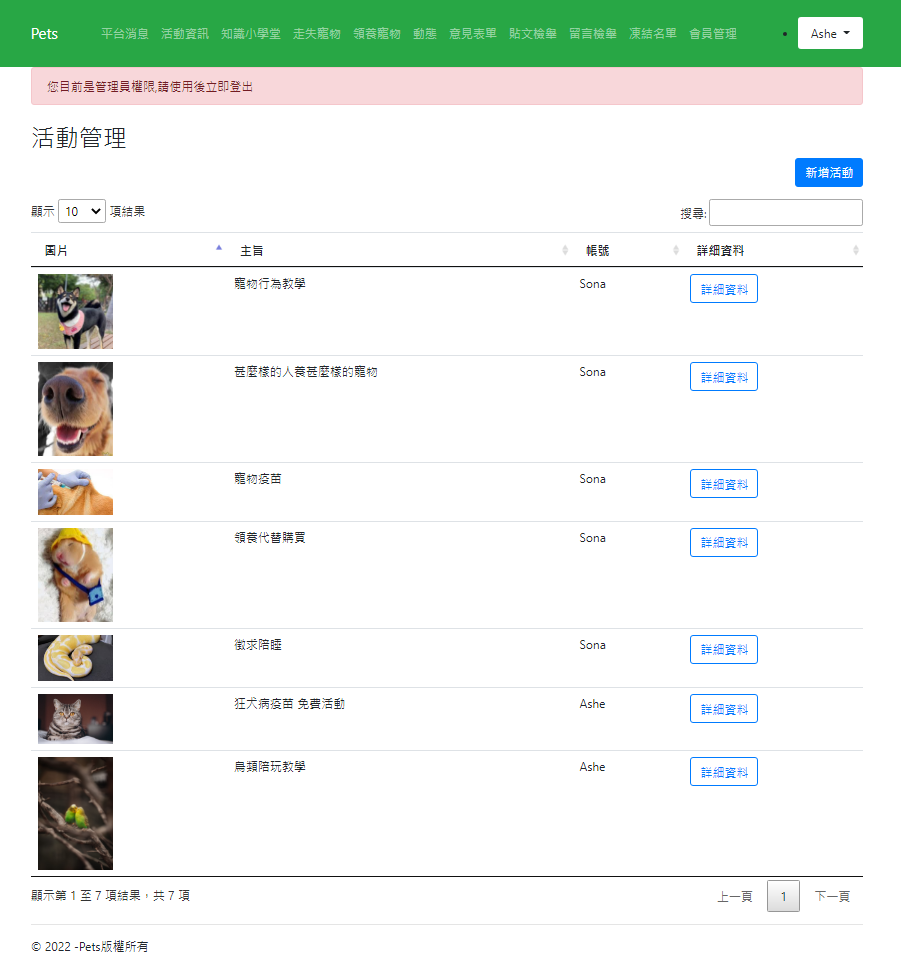 Pets 平台消息 活動資訊 知識小學堂 走失寵物 領養寵物 動態 意見表單 貼文檢舉 留言檢舉 凍結名單 會員管理 Ashe
您目前是管理員權限,請使用後立即登出
活動管理
新增活動
顯示 10 項結果 搜尋:
圖片 主旨 帳號 詳細資料
寵物行為教學 Sona 詳細資料
甚麼樣的人養甚麼樣的寵物 Sona 詳細資料
寵物疫苗 Sona 詳細資料
領養代替購買 Sona 詳細資料
徵求陪睡 Sona 詳細資料
狂犬病疫苗 免費活動 Ashe 詳細資料
鳥類陪玩教學 Ashe 詳細資料
顯示第 1 至 7 項結果，共 7 項 上一頁 1 下一頁
© 2022 -Pets版權所有